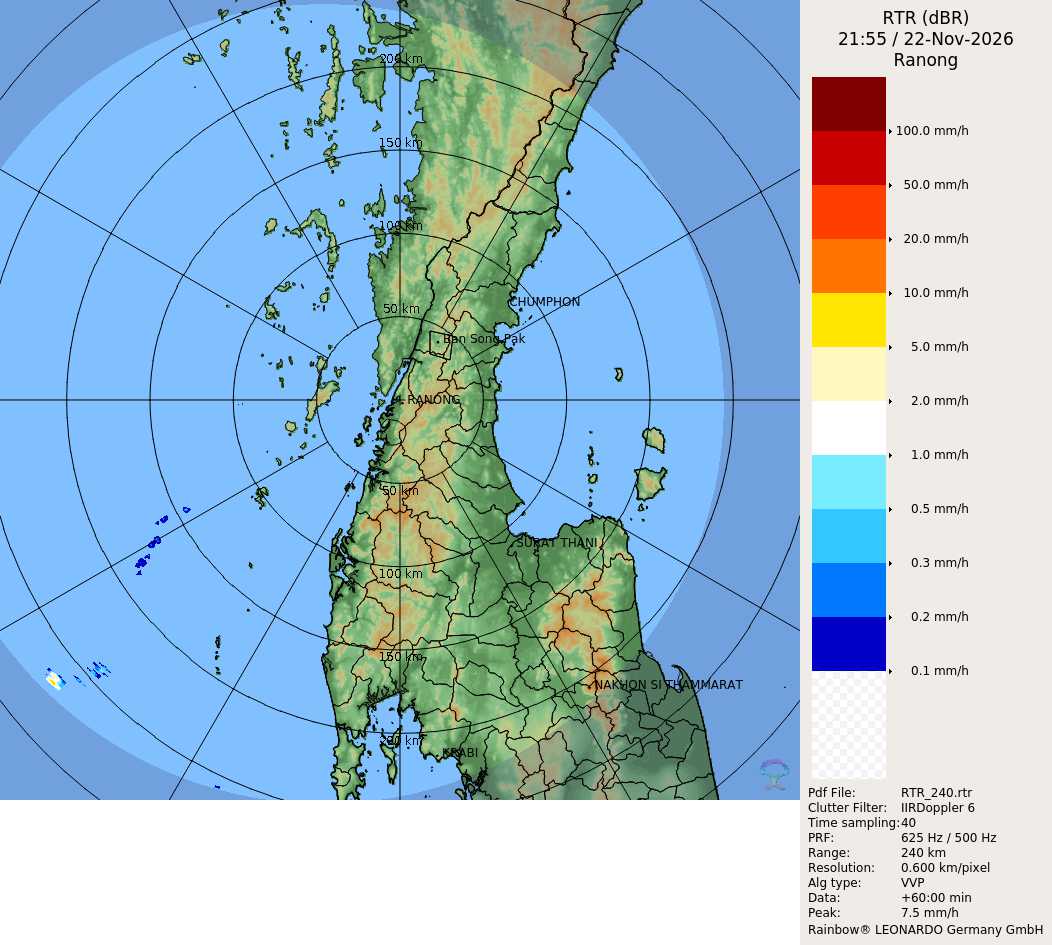 RTR (dBR)
21:55 / 22-Nov-2026
Ranong
100.0 mm/h
50.0 mm/h
20.0 mm/h
10.0 mm/h
5.0 mm/h
2.0 mm/h
1.0 mm/h
0.5 mm/h
0.3 mm/h
0.2 mm/h
0.1 mm/h
200 km
150 km
100 km
CHUMPHON
50 km
Ban Song Pak
RANONG
50 km
SURAT THANI
100 km
150 km
NAKHON SI THAMMARAT
200 km
KRABI
Pdf File: RTR_240.rtr
Clutter Filter: IIRDoppler 6
Time sampling:40
PRF: 625 Hz / 500 Hz
Range: 240 km
Resolution: 0.600 km/pixel
Alg type: VVP
Data: +60:00 min
Peak: 7.5 mm/h
Rainbow® LEONARDO Germany GmbH